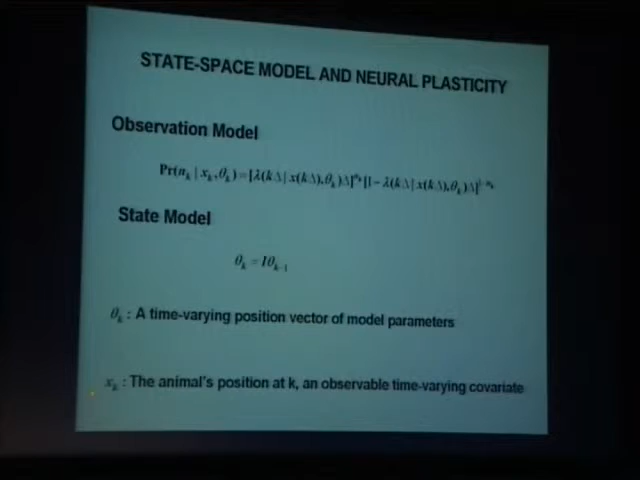 STATE-SPACE MODEL AND NEURAL PLASTICITY
Observation Model
Pr(n_k | x_k, θ_k) = [λ(kΔ | x(kΔ), θ_k)Δ]^{n_k} [1 − λ(kΔ | x(kΔ), θ_k)Δ]^{1−n_k}
State Model
θ_k = Iθ_{k-1}
θ_k : A time-varying position vector of model parameters
x_k : The animal's position at k, an observable time-varying covariate